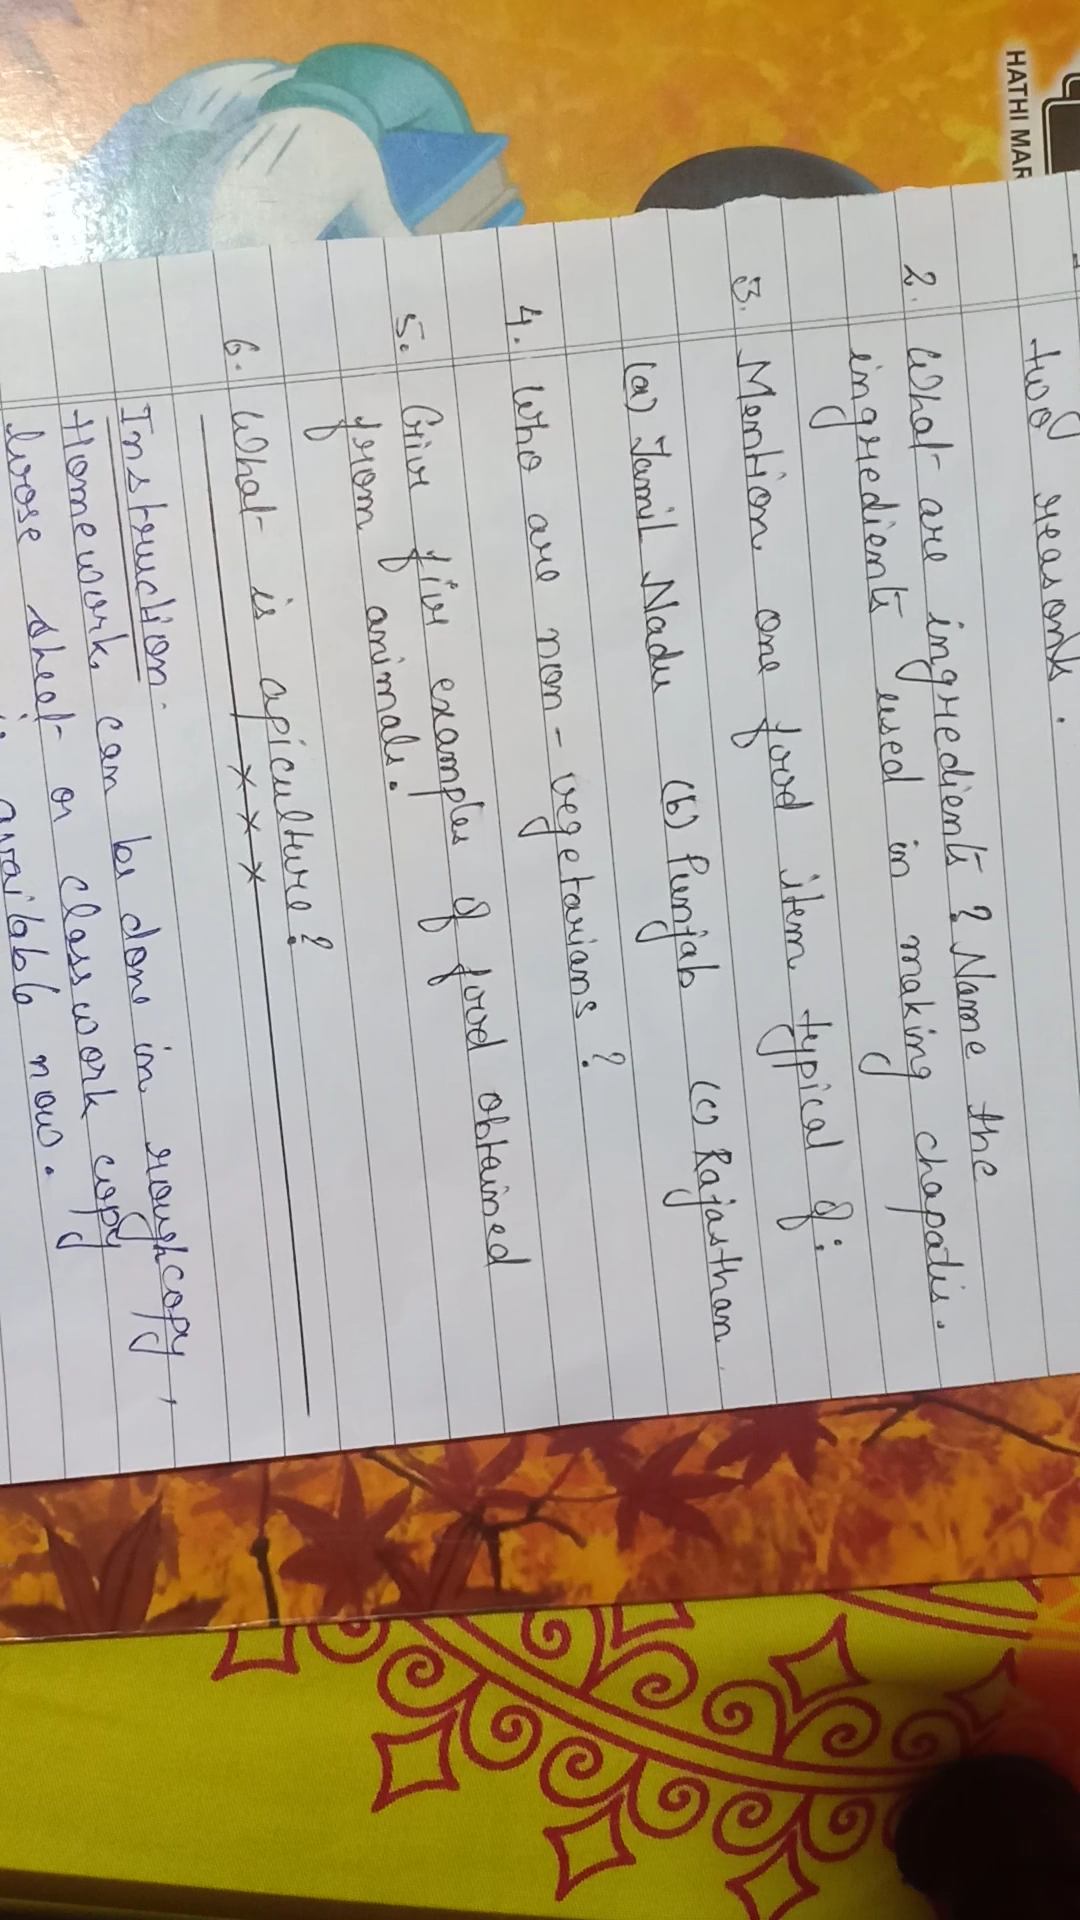 HATHI MAR
two reasons.
2. What are ingredients? Name the
ingredients used in making chapatis.
3. Mention one food item typical of:
(a) Tamil Nadu (b) Punjab (c) Rajasthan.
4. Who are non-vegetarians?
5. Give five examples of food obtained
from animals.
6. What is apiculture?
×××
Instruction.
Homework can be done in rough copy,
loose sheet or class work copy
available now.